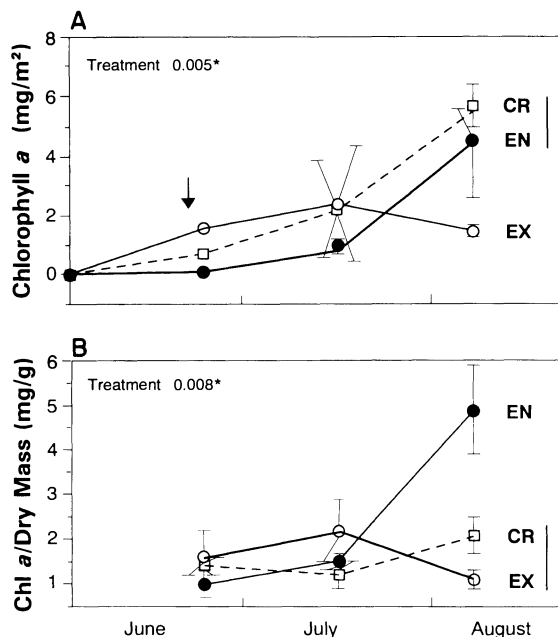 A
Treatment 0.005*
Chlorophyll a (mg/m²)
8
6
4
2
0
CR
EN
EX
B
Treatment 0.008*
Chl a/Dry Mass (mg/g)
6
5
4
3
2
1
EN
CR
EX
June July August